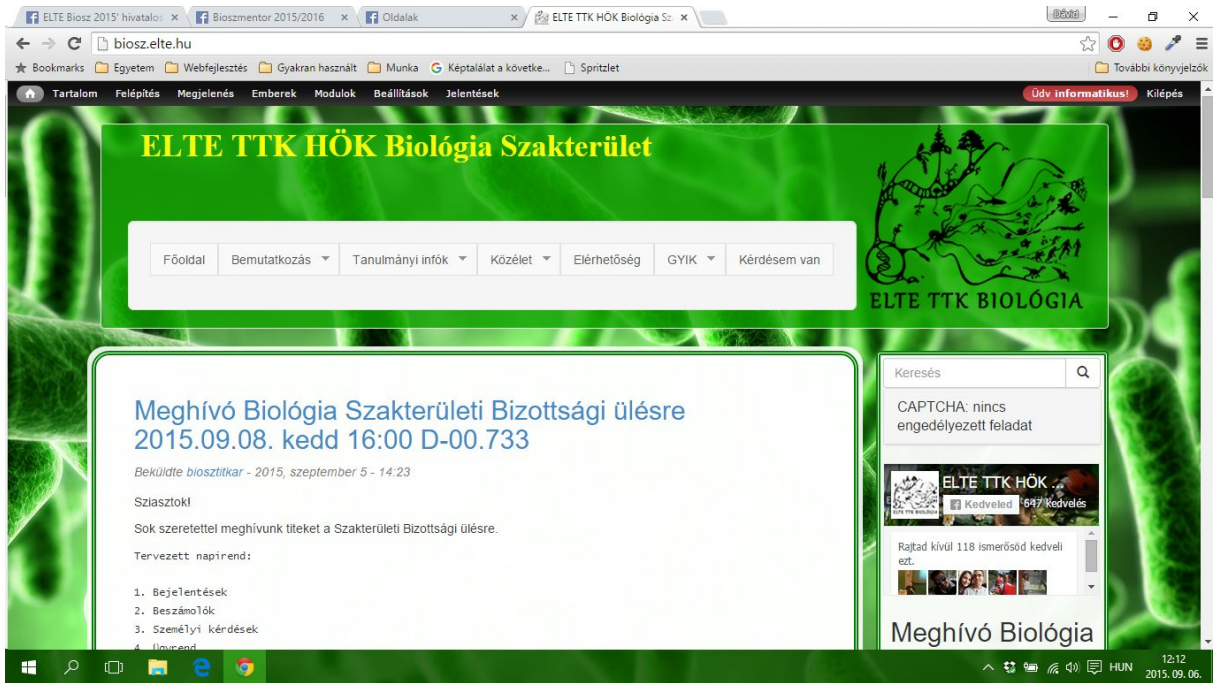 ELTE Biosz 2015' hivatalos
Bioszmentor 2015/2016
Oldalak
ELTE TTK HÖK Biológia Sz
Dávid
biosz.elte.hu
Bookmarks Egyetem Webfejlesztés Gyakran használt Munka Képtalálat a követke... Spritzlet További könyvjelzők
Tartalom Felépítés Megjelenés Emberek Modulok Beállítások Jelentések Üdv informatikus! Kilépés
ELTE TTK HÖK Biológia Szakterület
Főoldal Bemutatkozás Tanulmányi infók Közélet Elérhetőség GYIK Kérdésem van
ELTE TTK BIOLÓGIA
Meghívó Biológia Szakterületi Bizottsági ülésre
2015.09.08. kedd 16:00 D-00.733
Beküldte biosztitkar - 2015, szeptember 5 - 14:23
Sziasztok!
Sok szeretettel meghívunk titeket a Szakterületi Bizottsági ülésre.
Tervezett napirend:
1. Bejelentések
2. Beszámolók
3. Személyi kérdések
4. Ügyrend
Keresés
CAPTCHA: nincs
engedélyezett feladat
ELTE TTK HÖK ...
Kedveled 647 kedvelés
Rajtad kívül 118 ismerősöd kedveli
ezt.
Meghívó Biológia
HUN
12:12
2015. 09. 06.